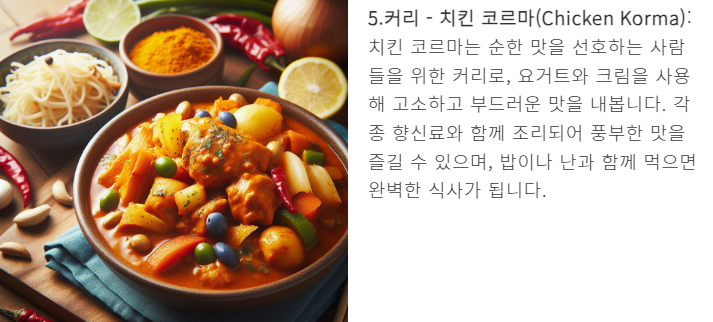 5.커리 - 치킨 코르마(Chicken Korma):
치킨 코르마는 순한 맛을 선호하는 사람
들을 위한 커리로, 요거트와 크림을 사용
해 고소하고 부드러운 맛을 내봅니다. 각
종 향신료와 함께 조리되어 풍부한 맛을
즐길 수 있으며, 밥이나 난과 함께 먹으면
완벽한 식사가 됩니다.